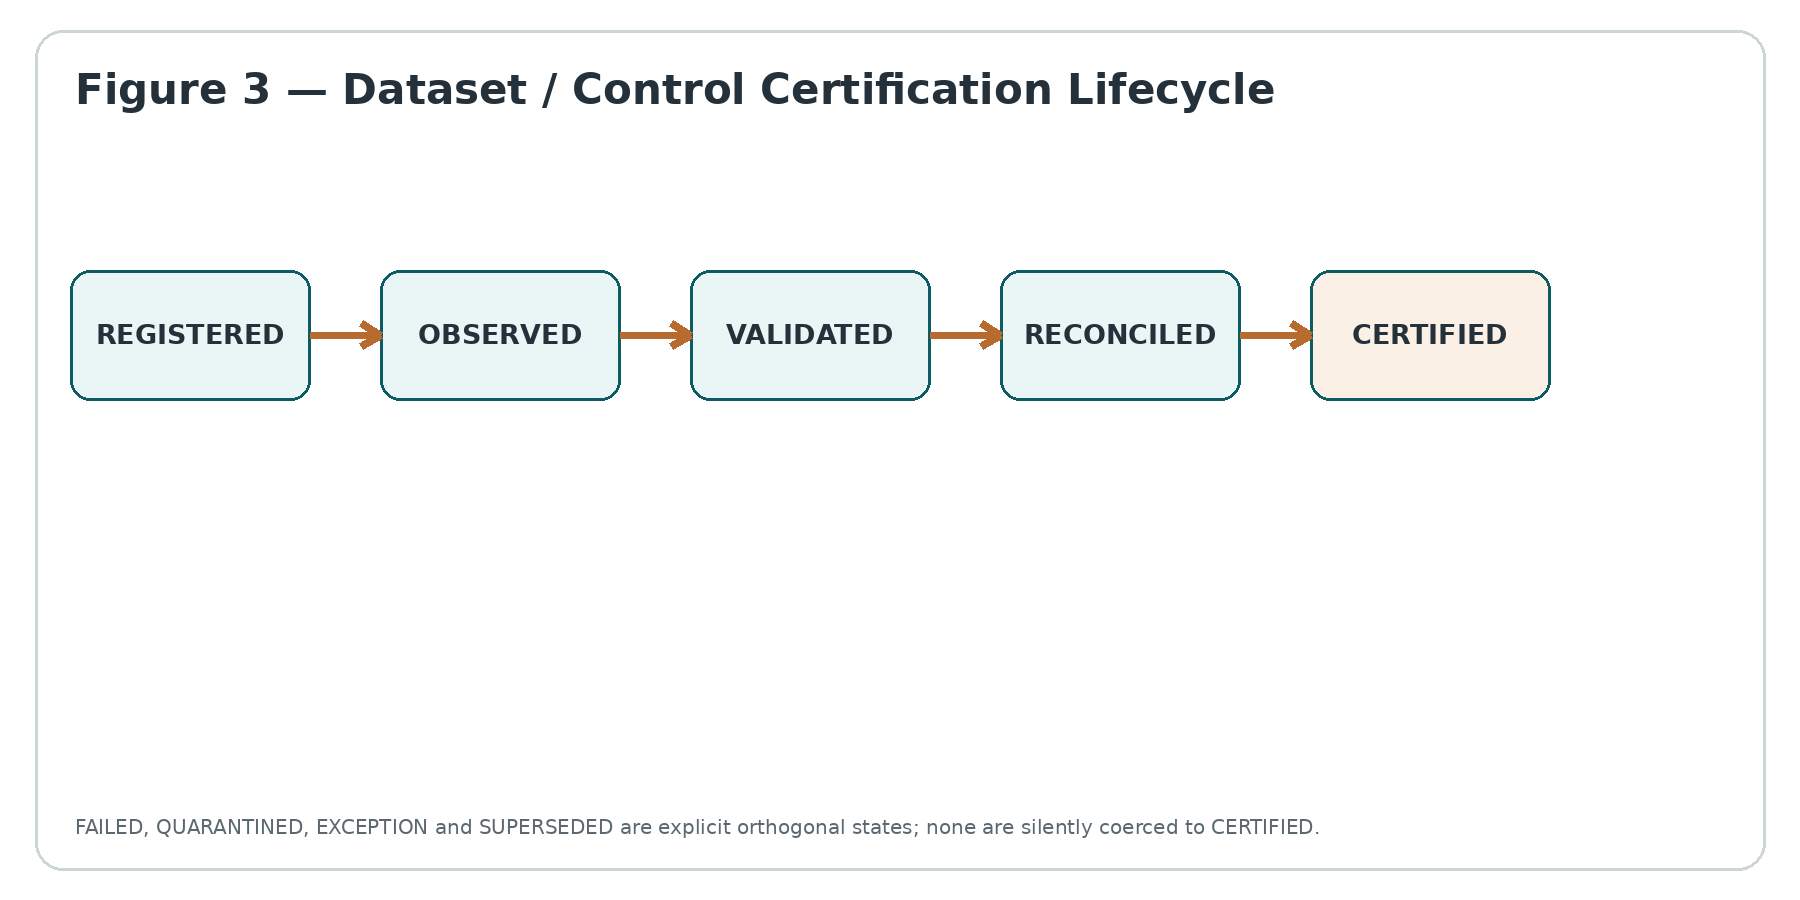 Figure 3 — Dataset / Control Certification Lifecycle
REGISTERED
OBSERVED
VALIDATED
RECONCILED
CERTIFIED
FAILED, QUARANTINED, EXCEPTION and SUPERSEDED are explicit orthogonal states; none are silently coerced to CERTIFIED.